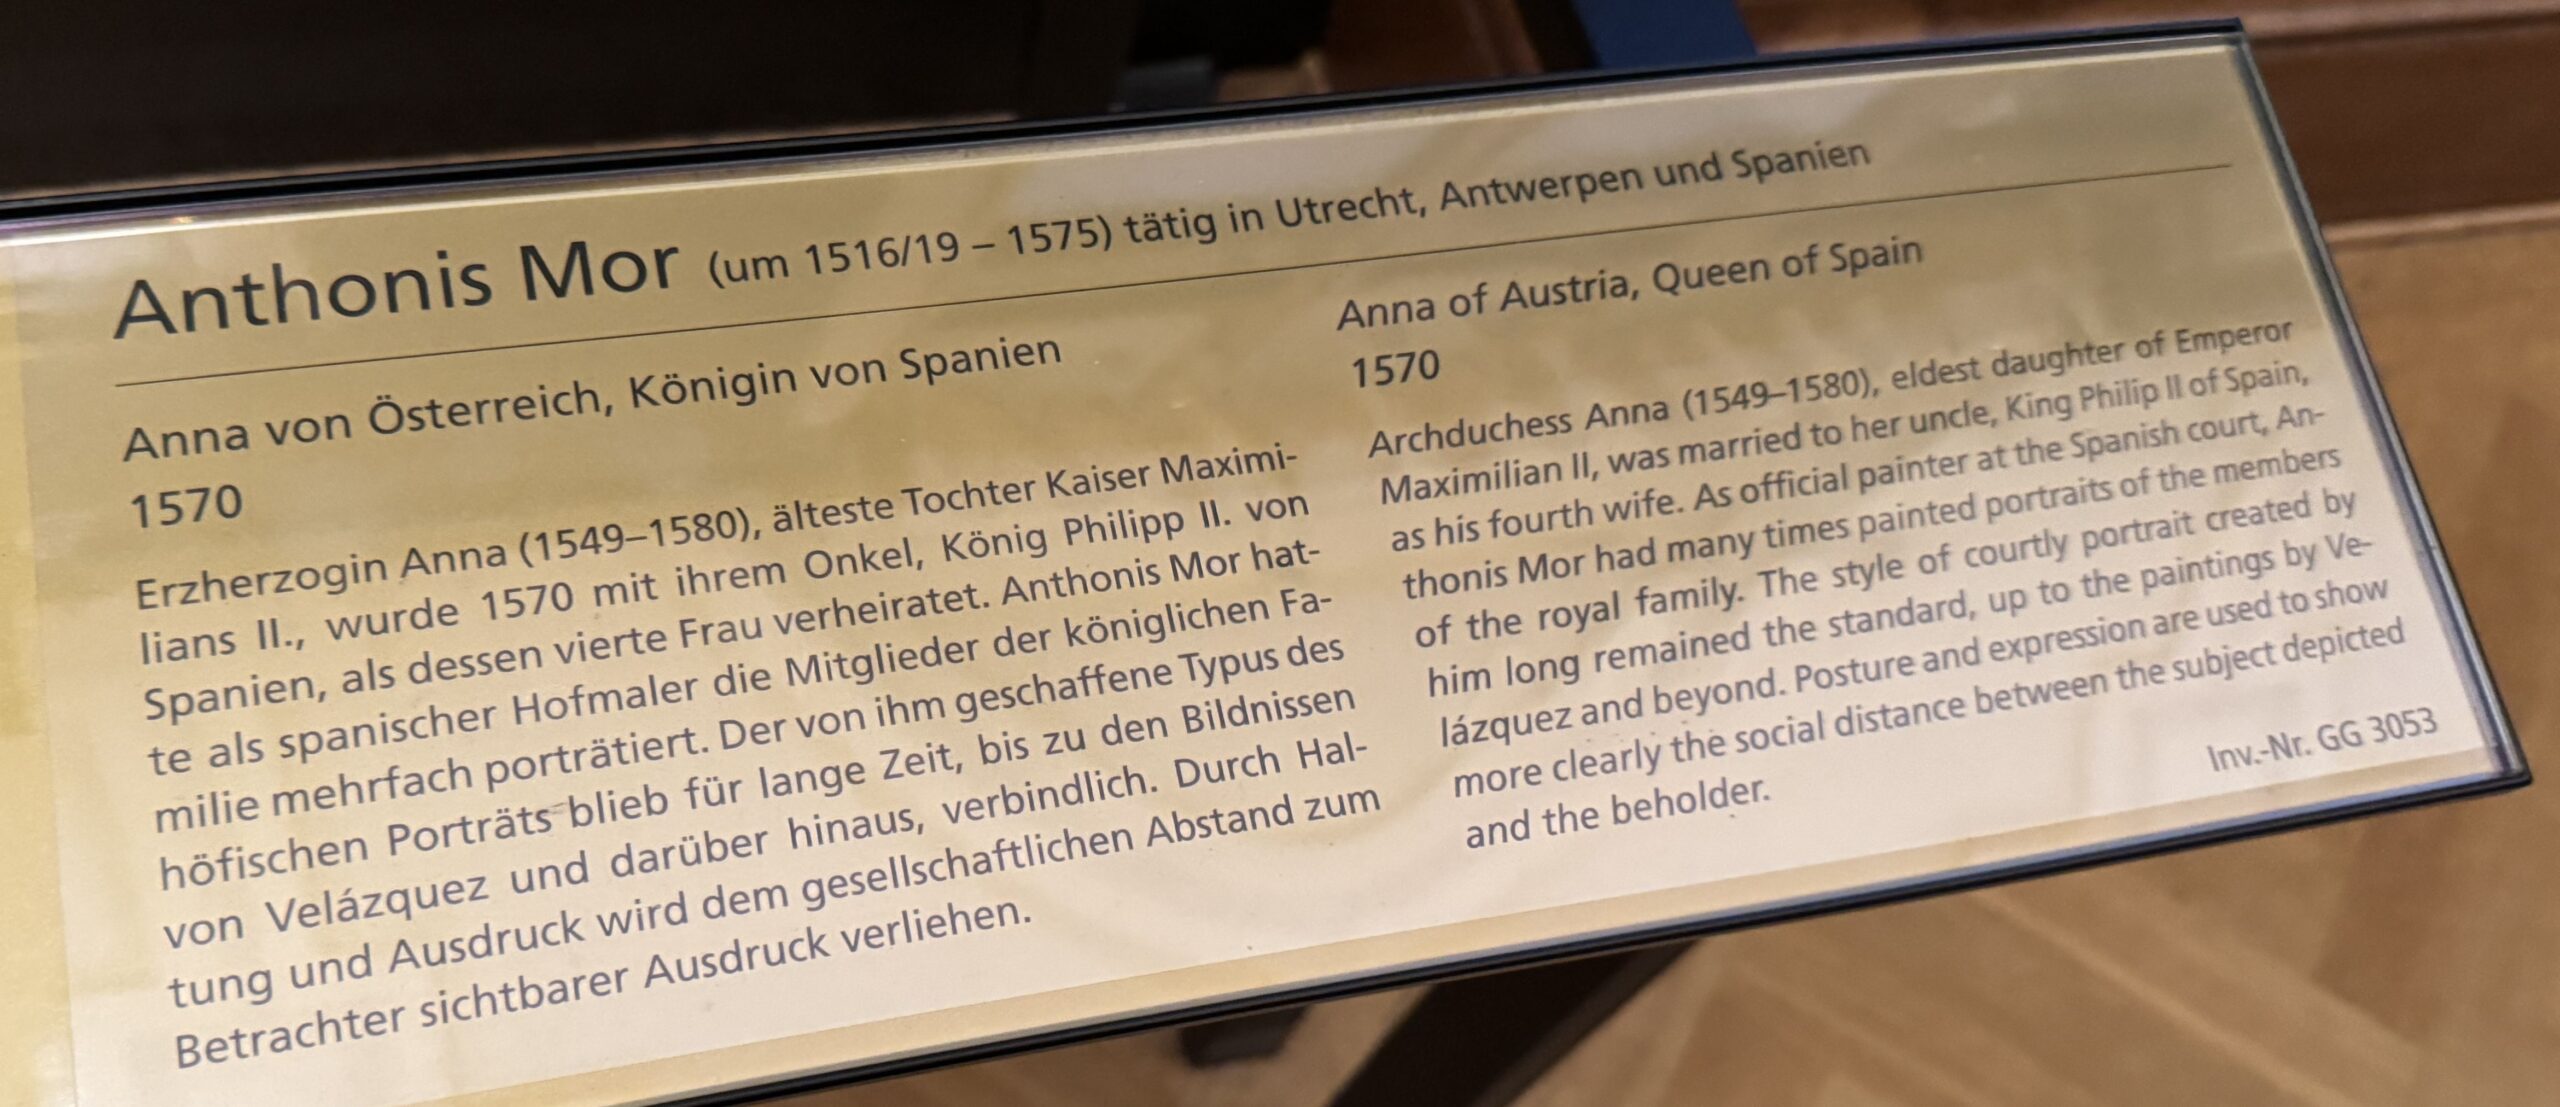 Anthonis Mor (um 1516/19 – 1575) tätig in Utrecht, Antwerpen und Spanien
Anna von Österreich, Königin von Spanien
1570
Erzherzogin Anna (1549–1580), älteste Tochter Kaiser Maximi-
lians II., wurde 1570 mit ihrem Onkel, König Philipp II. von
Spanien, als dessen vierte Frau verheiratet. Anthonis Mor hat-
te als spanischer Hofmaler die Mitglieder der königlichen Fa-
milie mehrfach porträtiert. Der von ihm geschaffene Typus des
höfischen Porträts blieb für lange Zeit, bis zu den Bildnissen
von Velázquez und darüber hinaus, verbindlich. Durch Hal-
tung und Ausdruck wird dem gesellschaftlichen Abstand zum
Betrachter sichtbarer Ausdruck verliehen.
Anna of Austria, Queen of Spain
1570
Archduchess Anna (1549–1580), eldest daughter of Emperor
Maximilian II, was married to her uncle, King Philip II of Spain,
as his fourth wife. As official painter at the Spanish court, An-
thonis Mor had many times painted portraits of the members
of the royal family. The style of courtly portrait created by
him long remained the standard, up to the paintings by Ve-
lázquez and beyond. Posture and expression are used to show
more clearly the social distance between the subject depicted
and the beholder.
Inv.-Nr. GG 3053